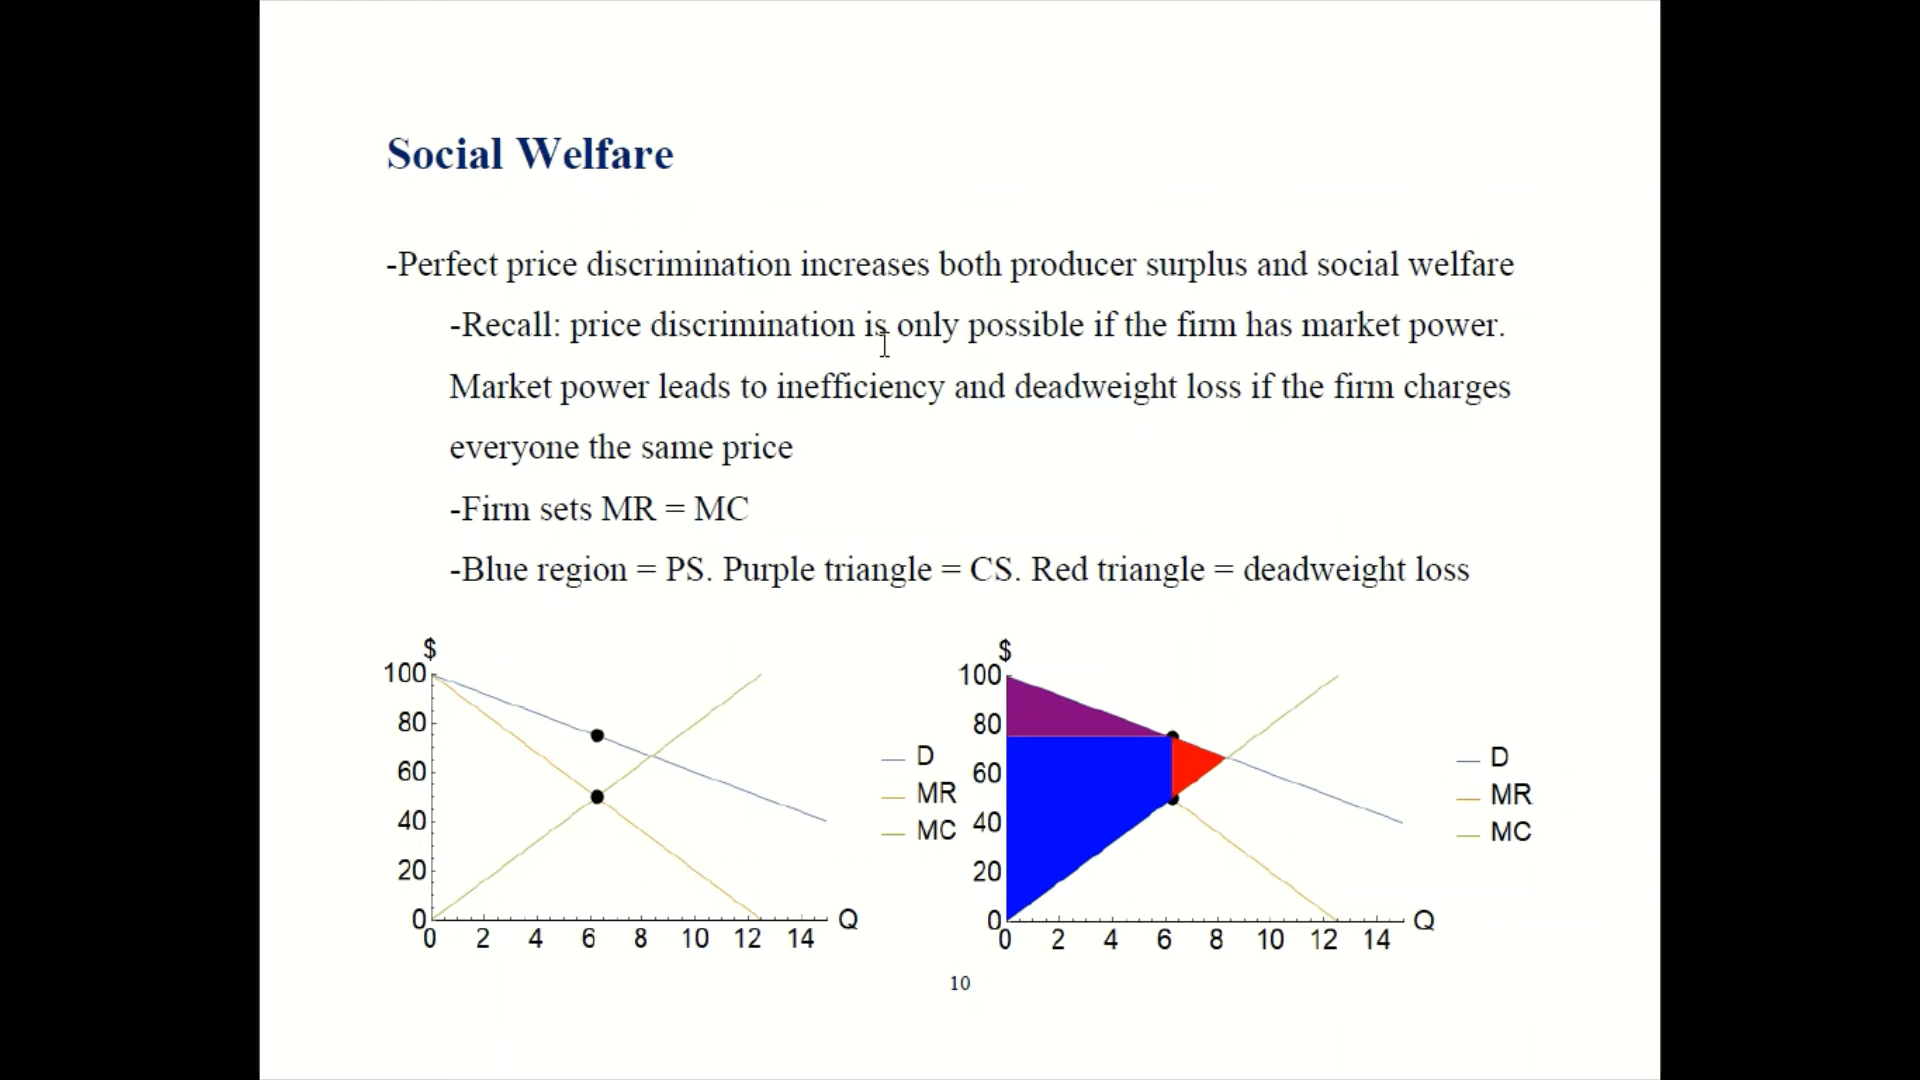 Social Welfare
-Perfect price discrimination increases both producer surplus and social welfare
-Recall: price discrimination is only possible if the firm has market power.
Market power leads to inefficiency and deadweight loss if the firm charges
everyone the same price
-Firm sets MR = MC
-Blue region = PS. Purple triangle = CS. Red triangle = deadweight loss
$
100
80
60
40
20
0
0 2 4 6 8 10 12 14 Q
D
MR
MC
$
100
80
60
40
20
0
0 2 4 6 8 10 12 14 Q
D
MR
MC
10